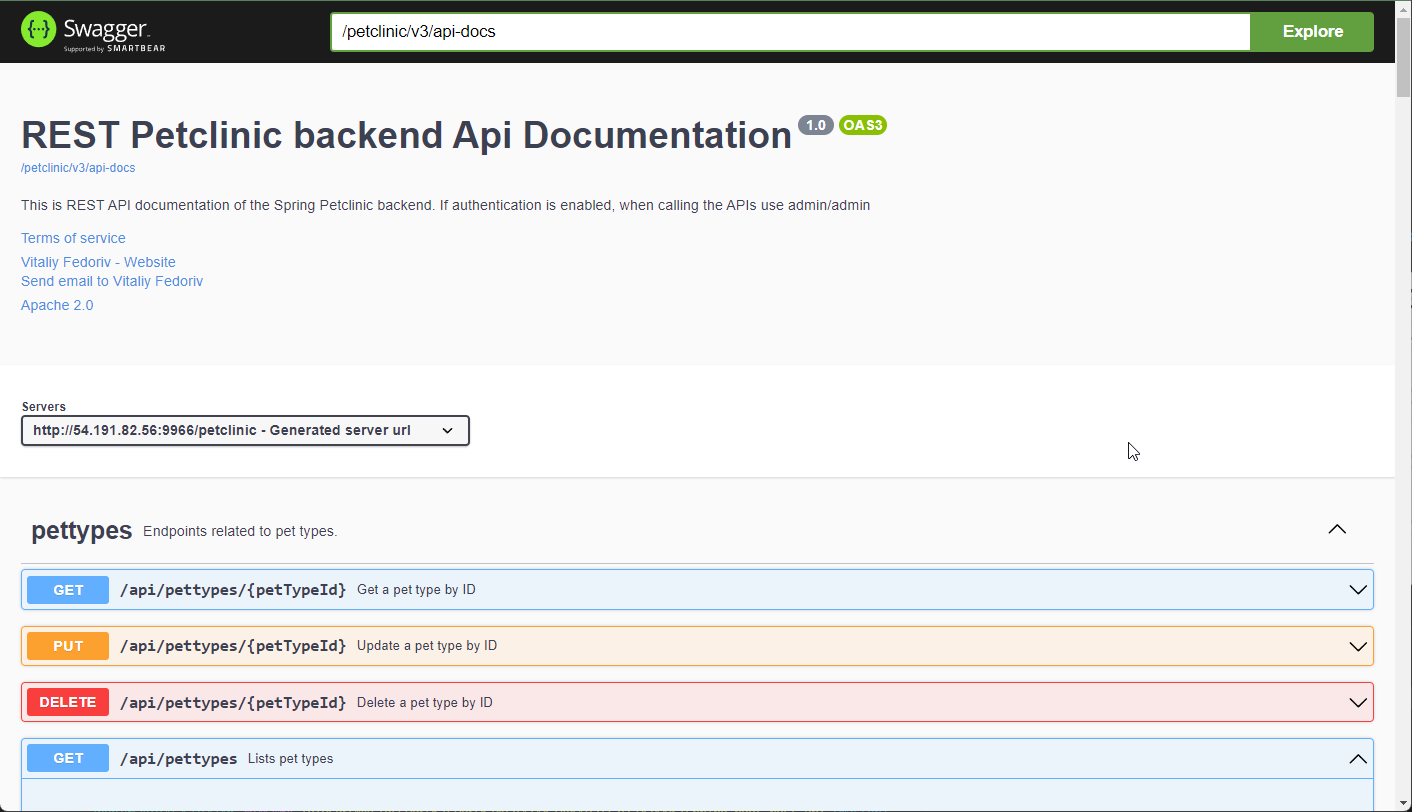 Swagger
Supported by SMARTBEAR
/petclinic/v3/api-docs
Explore
REST Petclinic backend Api Documentation 1.0 OAS3
/petclinic/v3/api-docs
This is REST API documentation of the Spring Petclinic backend. If authentication is enabled, when calling the APIs use admin/admin
Terms of service
Vitaliy Fedoriv - Website
Send email to Vitaliy Fedoriv
Apache 2.0
Servers
http://54.191.82.56:9966/petclinic - Generated server url
pettypes Endpoints related to pet types.
GET /api/pettypes/{petTypeId} Get a pet type by ID
PUT /api/pettypes/{petTypeId} Update a pet type by ID
DELETE /api/pettypes/{petTypeId} Delete a pet type by ID
GET /api/pettypes Lists pet types